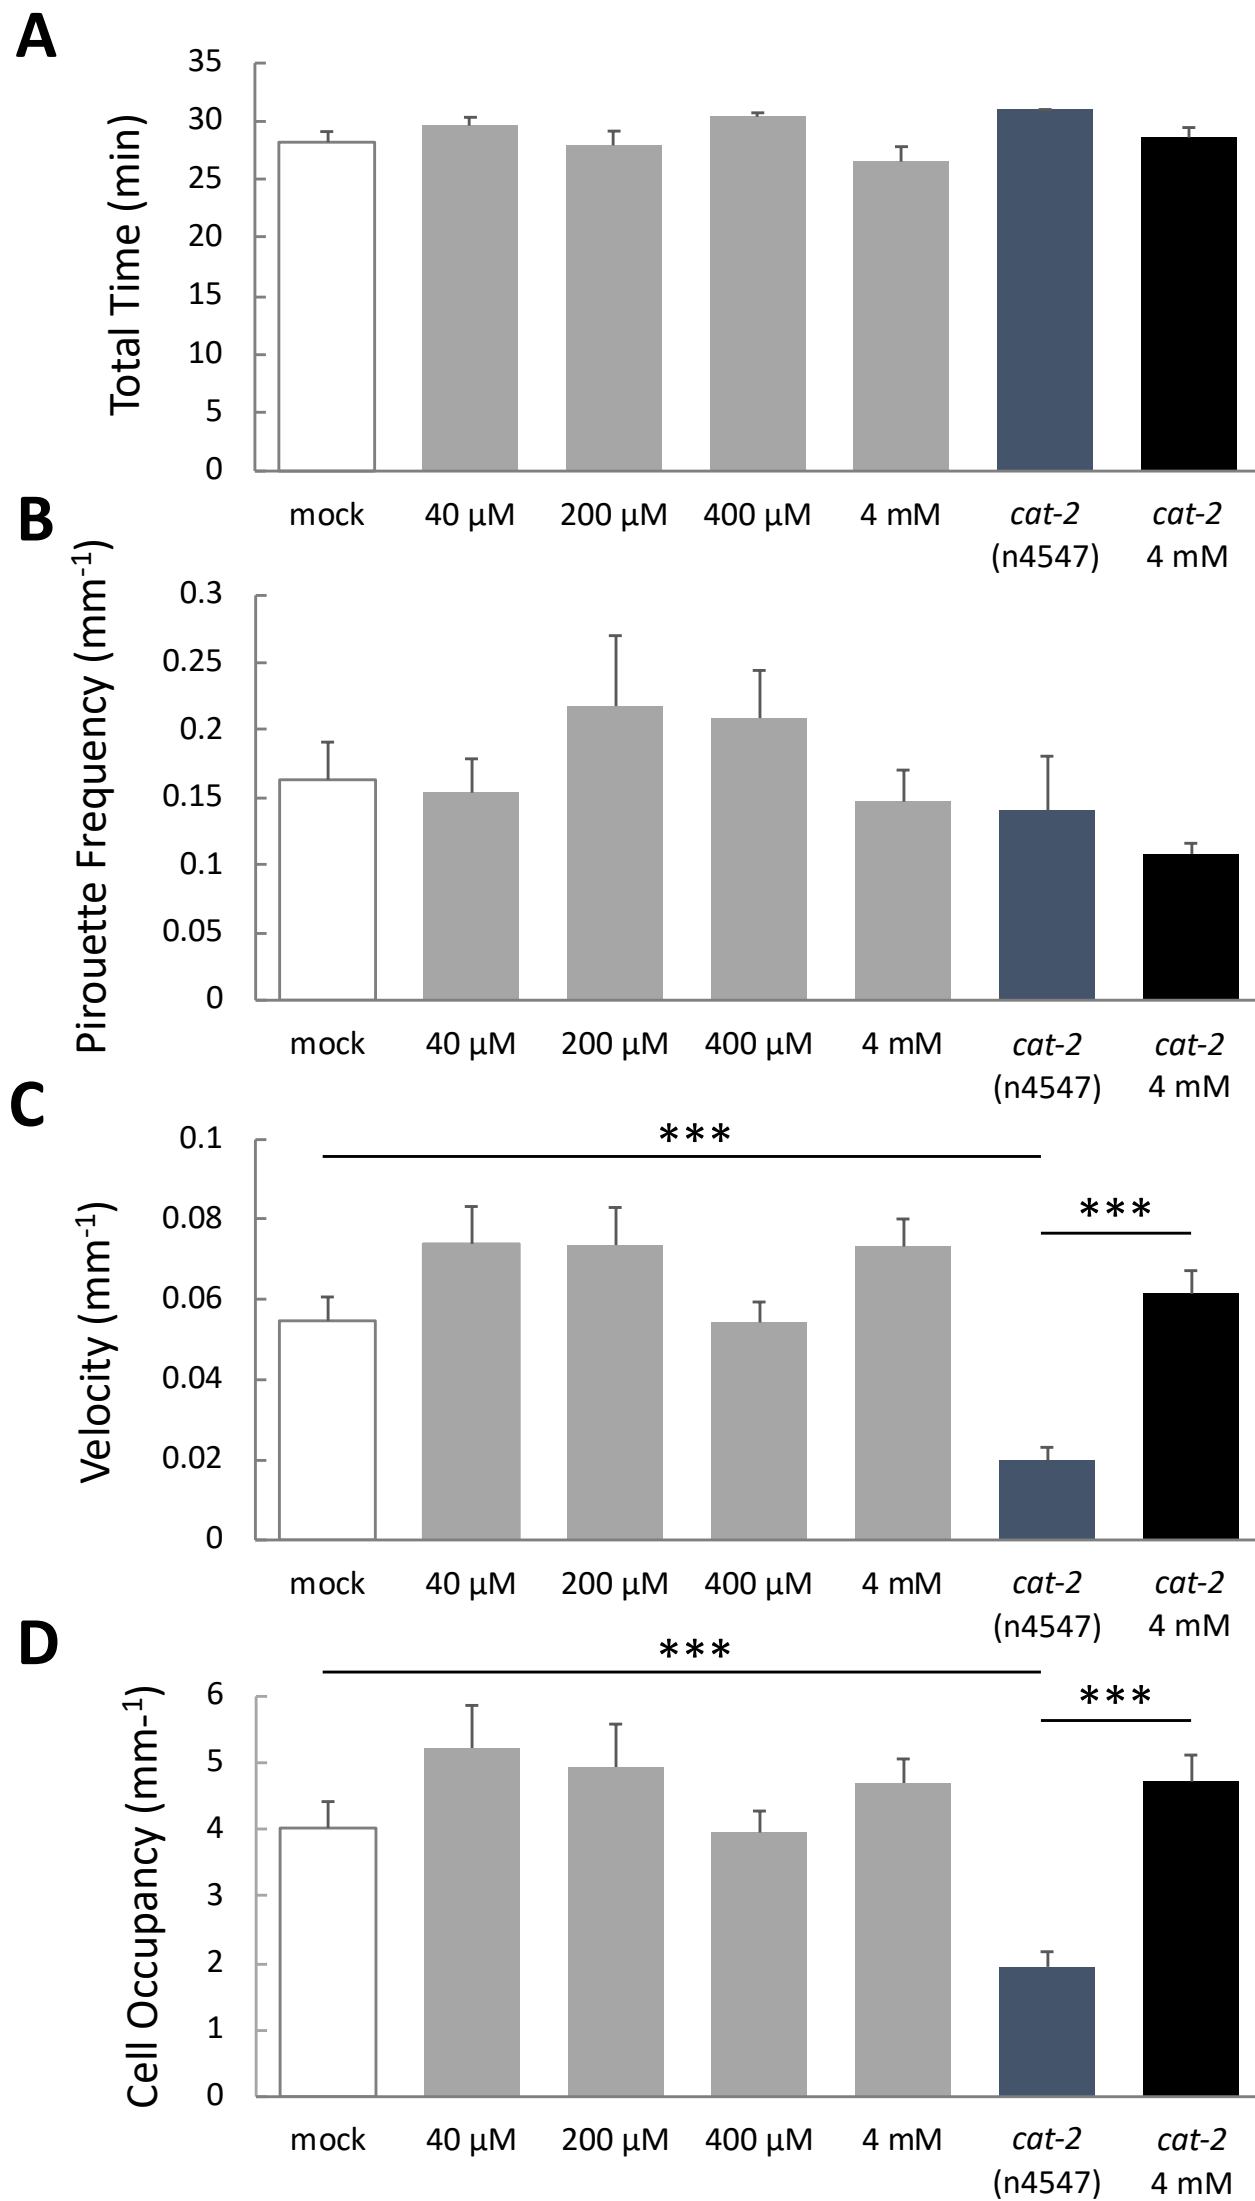 A
Total Time (min)
35
30
25
20
15
10
5
0
mock 40 µM 200 µM 400 µM 4 mM cat-2 cat-2
(n4547) 4 mM
B
Pirouette Frequency (mm-1)
0.3
0.25
0.2
0.15
0.1
0.05
0
mock 40 µM 200 µM 400 µM 4 mM cat-2 cat-2
(n4547) 4 mM
C
Velocity (mm-1)
0.1
0.08
0.06
0.04
0.02
0
***
***
mock 40 µM 200 µM 400 µM 4 mM cat-2 cat-2
(n4547) 4 mM
D
Cell Occupancy (mm-1)
6
5
4
3
2
1
0
***
***
mock 40 µM 200 µM 400 µM 4 mM cat-2 cat-2
(n4547) 4 mM